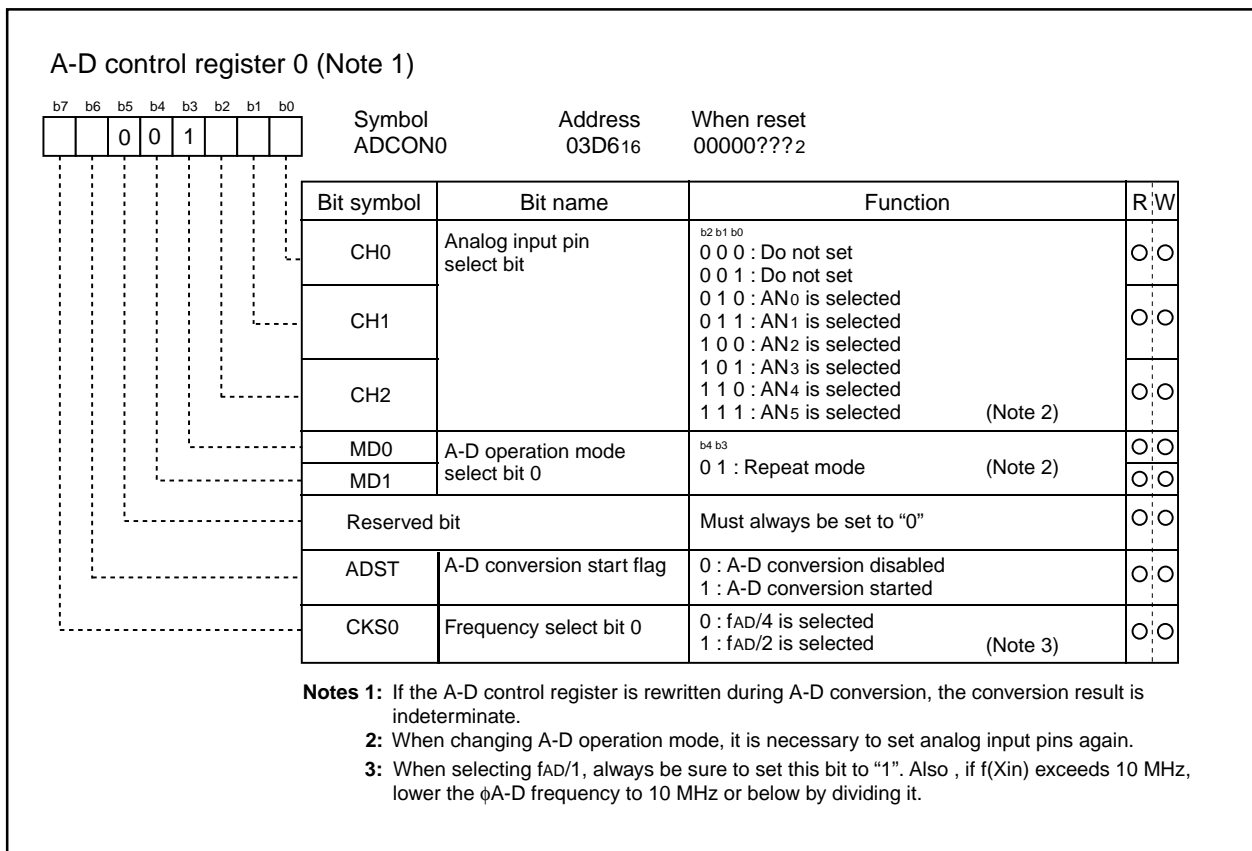 A-D control register 0 (Note 1)
b7 b6 b5 b4 b3 b2 b1 b0
0 0 1
Symbol Address When reset
ADCON0 03D616 00000???2
Bit symbol Bit name Function R W
CH0 Analog input pin
select bit
b2 b1 b0
0 0 0 : Do not set
0 0 1 : Do not set
0 1 0 : AN0 is selected
CH1 0 1 1 : AN1 is selected
1 0 0 : AN2 is selected
1 0 1 : AN3 is selected
CH2 1 1 0 : AN4 is selected
1 1 1 : AN5 is selected (Note 2)
MD0 A-D operation mode
select bit 0
b4 b3
0 1 : Repeat mode (Note 2)
MD1
Reserved bit Must always be set to “0”
ADST A-D conversion start flag 0 : A-D conversion disabled
1 : A-D conversion started
CKS0 Frequency select bit 0 0 : fAD/4 is selected
1 : fAD/2 is selected (Note 3)
Notes 1: If the A-D control register is rewritten during A-D conversion, the conversion result is
indeterminate.
2: When changing A-D operation mode, it is necessary to set analog input pins again.
3: When selecting fAD/1, always be sure to set this bit to “1”. Also , if f(Xin) exceeds 10 MHz,
lower the ϕA-D frequency to 10 MHz or below by dividing it.